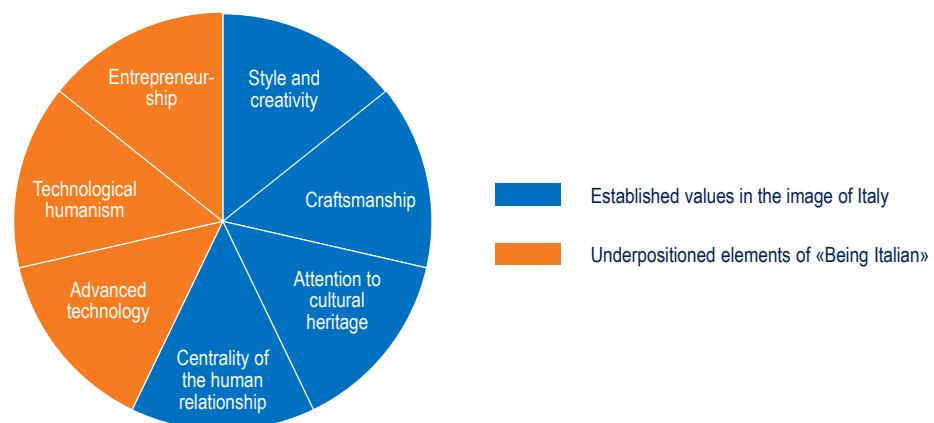 Entrepreneur-
ship
Style and
creativity
Craftsmanship
Attention to
cultural
heritage
Centrality of
the human
relationship
Advanced
technology
Technological
humanism
Established values in the image of Italy
Underpositioned elements of «Being Italian»